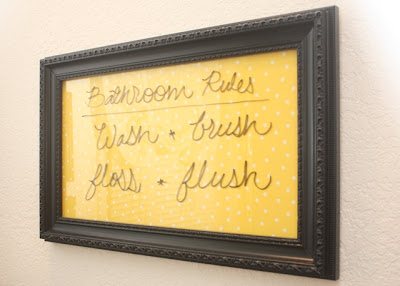 Bathroom Rules
Wash + brush
floss + flush